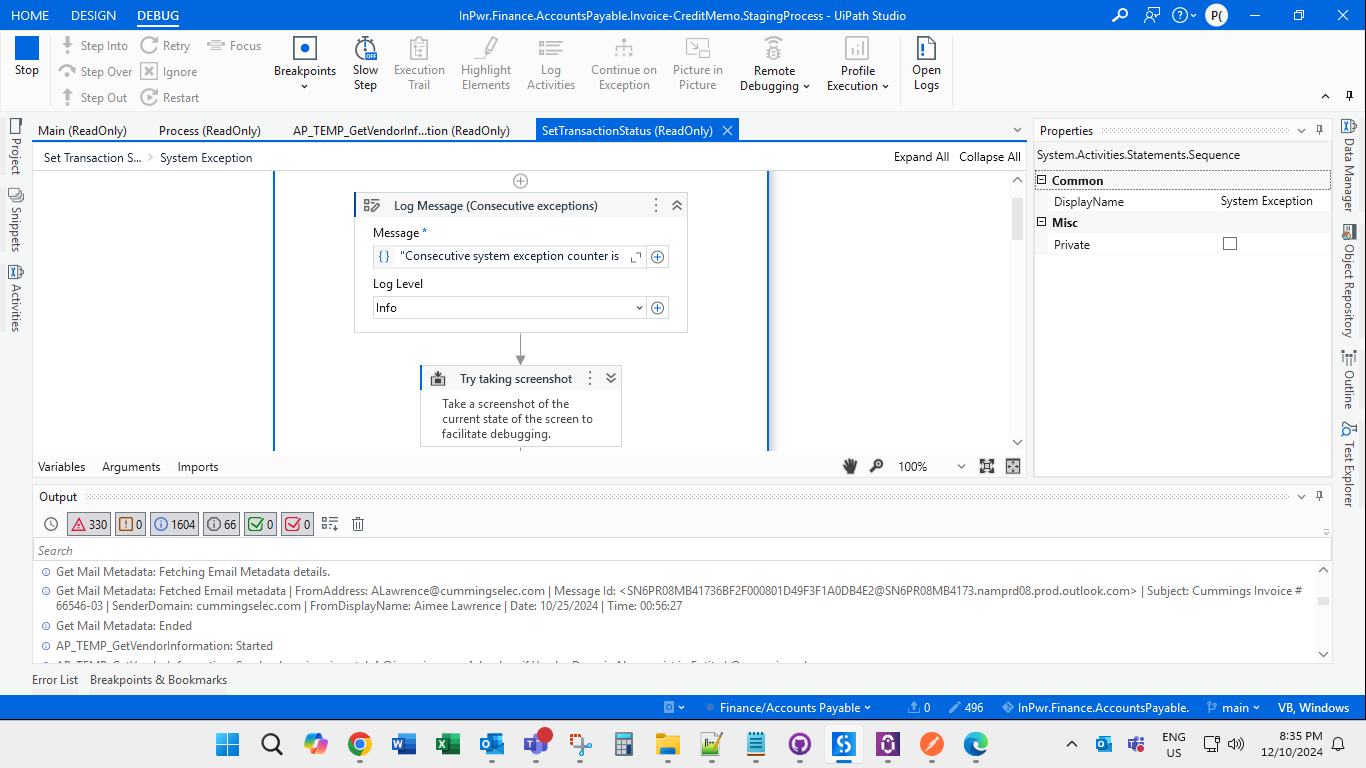 HOME DESIGN DEBUG InPwr.Finance.AccountsPayable.Invoice-CreditMemo.StagingProcess - UiPath Studio P(
Stop
Step Into Retry Focus
Step Over Ignore
Step Out Restart
Breakpoints
Slow Step
OFF
Execution Trail
Highlight Elements
Log Activities
Continue on Exception
Picture in Picture
Remote Debugging
Profile Execution
Open Logs
Main (ReadOnly) Process (ReadOnly) AP_TEMP_GetVendorInf...tion (ReadOnly) SetTransactionStatus (ReadOnly)
Set Transaction S... > System Exception Expand All Collapse All
Project
Snippets
Activities
Log Message (Consecutive exceptions)
Message *
{} "Consecutive system exception counter is
Log Level
Info
Try taking screenshot
Take a screenshot of the
current state of the screen to
facilitate debugging.
Variables Arguments Imports 100%
Properties
System.Activities.Statements.Sequence
Common
DisplayName System Exception
Misc
Private
Data Manager
Object Repository
Outline
Test Explorer
Output
330 0 1604 66 0 0
Search
Get Mail Metadata: Fetching Email Metadata details.
Get Mail Metadata: Fetched Email metadata | FromAddress: ALawrence@cummingselec.com | Message Id: <SN6PR08MB41736BF2F000801D49F3F1A0DB4E2@SN6PR08MB4173.namprd08.prod.outlook.com> | Subject: Cummings Invoice #
66546-03 | SenderDomain: cummingselec.com | FromDisplayName: Aimee Lawrence | Date: 10/25/2024 | Time: 00:56:27
Get Mail Metadata: Ended
AP_TEMP_GetVendorInformation: Started
Error List Breakpoints & Bookmarks
Finance/Accounts Payable 0 496 InPwr.Finance.AccountsPayable. main VB, Windows
ENG
US
8:35 PM
12/10/2024